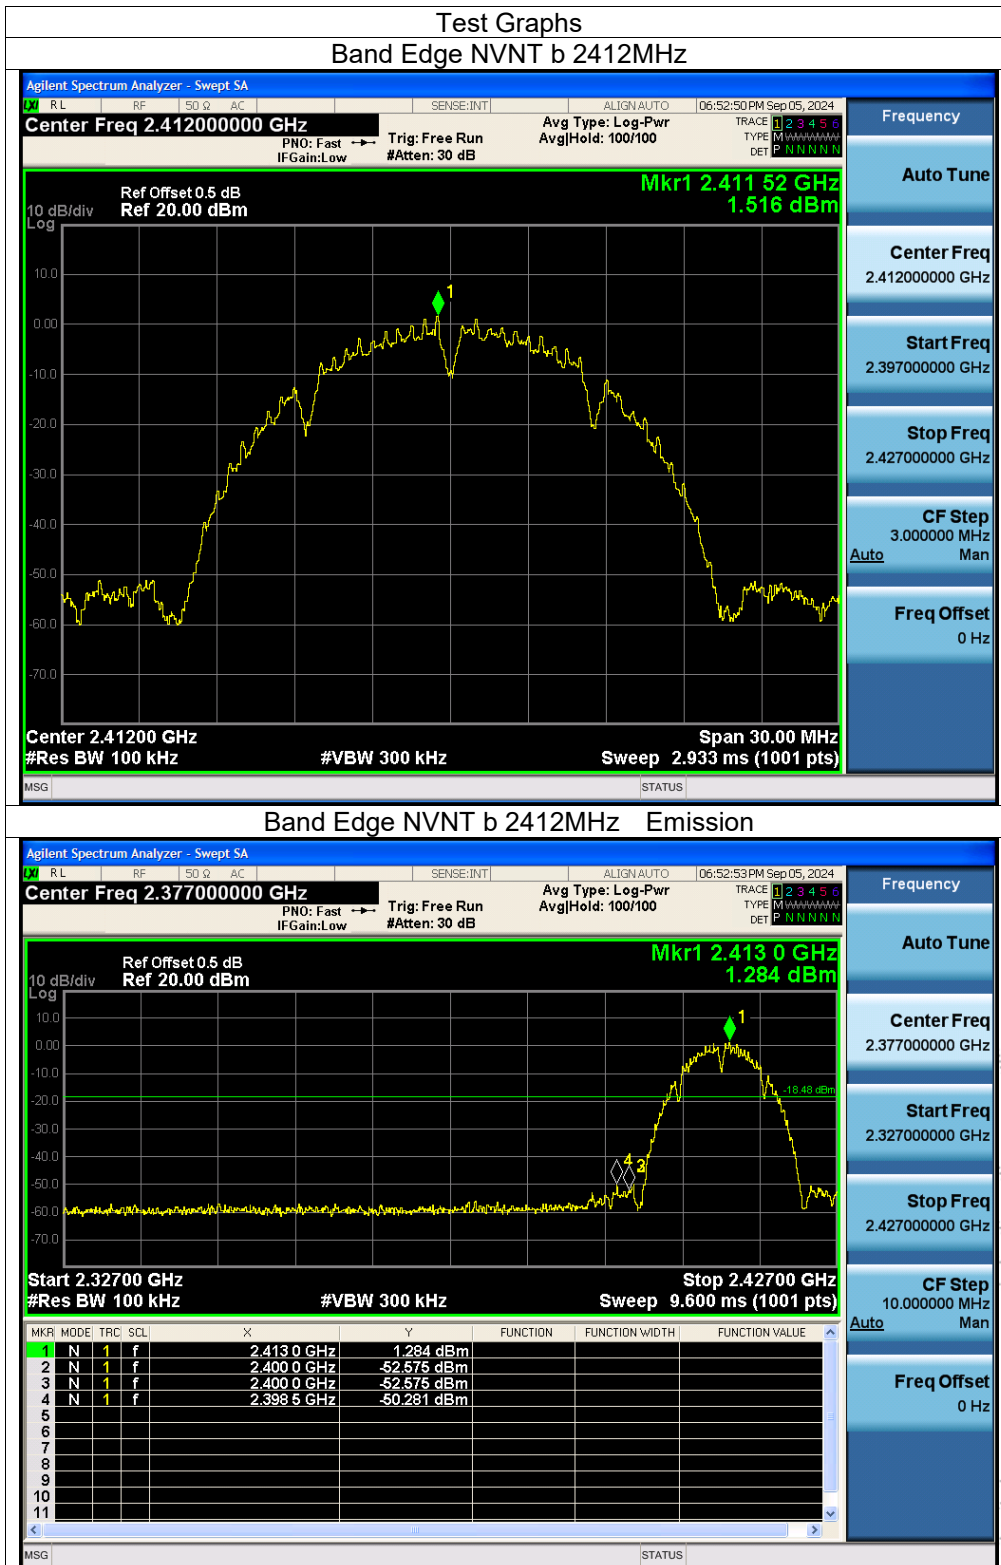 Test Graphs
Band Edge NVNT b 2412MHz
Agilent Spectrum Analyzer - Swept SA
LXI RL RF 50 Ω AC SENSE:INT ALIGN AUTO 06:52:50 PM Sep 05, 2024
Center Freq 2.412000000 GHz
PNO: Fast
IFGain:Low
Trig: Free Run
#Atten: 30 dB
Avg Type: Log-Pwr
Avg|Hold: 100/100
TRACE 1 2 3 4 5 6
TYPE M W W W W W
DET P N N N N N
Ref Offset 0.5 dB
10 dB/div Ref 20.00 dBm
Log
Mkr1 2.411 52 GHz
1.516 dBm
1
10.0
0.00
-10.0
-20.0
-30.0
-40.0
-50.0
-60.0
-70.0
Center 2.41200 GHz Span 30.00 MHz
#Res BW 100 kHz #VBW 300 kHz Sweep 2.933 ms (1001 pts)
MSG STATUS
Frequency
Auto Tune
Center Freq
2.412000000 GHz
Start Freq
2.397000000 GHz
Stop Freq
2.427000000 GHz
CF Step
3.000000 MHz
Auto Man
Freq Offset
0 Hz
Band Edge NVNT b 2412MHz Emission
Agilent Spectrum Analyzer - Swept SA
LXI RL RF 50 Ω AC SENSE:INT ALIGN AUTO 06:52:53 PM Sep 05, 2024
Center Freq 2.377000000 GHz
PNO: Fast
IFGain:Low
Trig: Free Run
#Atten: 30 dB
Avg Type: Log-Pwr
Avg|Hold: 100/100
TRACE 1 2 3 4 5 6
TYPE M W W W W W
DET P N N N N N
Ref Offset 0.5 dB
10 dB/div Ref 20.00 dBm
Log
Mkr1 2.413 0 GHz
1.284 dBm
1
10.0
0.00
-10.0
-18.48 dBm
-20.0
-30.0
-40.0
4 3
-50.0
-60.0
-70.0
Start 2.32700 GHz Stop 2.42700 GHz
#Res BW 100 kHz #VBW 300 kHz Sweep 9.600 ms (1001 pts)
MKR MODE TRC SCL X Y FUNCTION FUNCTION WIDTH FUNCTION VALUE
1 N 1 f 2.413 0 GHz 1.284 dBm
2 N 1 f 2.400 0 GHz -52.575 dBm
3 N 1 f 2.400 0 GHz -52.575 dBm
4 N 1 f 2.398 5 GHz -50.281 dBm
5
6
7
8
9
10
11
MSG STATUS
Frequency
Auto Tune
Center Freq
2.377000000 GHz
Start Freq
2.327000000 GHz
Stop Freq
2.427000000 GHz
CF Step
10.000000 MHz
Auto Man
Freq Offset
0 Hz